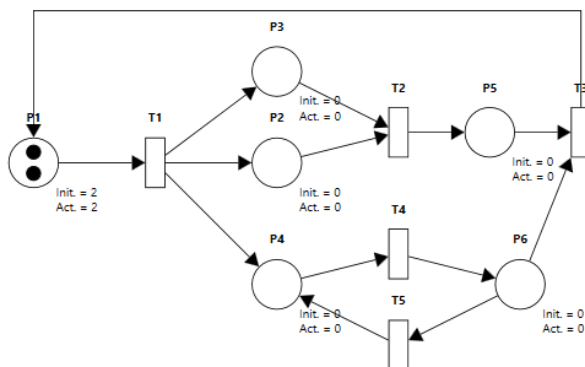 P3
Init. = 0
Act. = 0
T2
P5
T3
P1
Init. = 2
Act. = 2
T1
P2
Init. = 0
Act. = 0
Init. = 0
Act. = 0
P4
Init. = 0
Act. = 0
T4
P6
Init. = 0
Act. = 0
T5